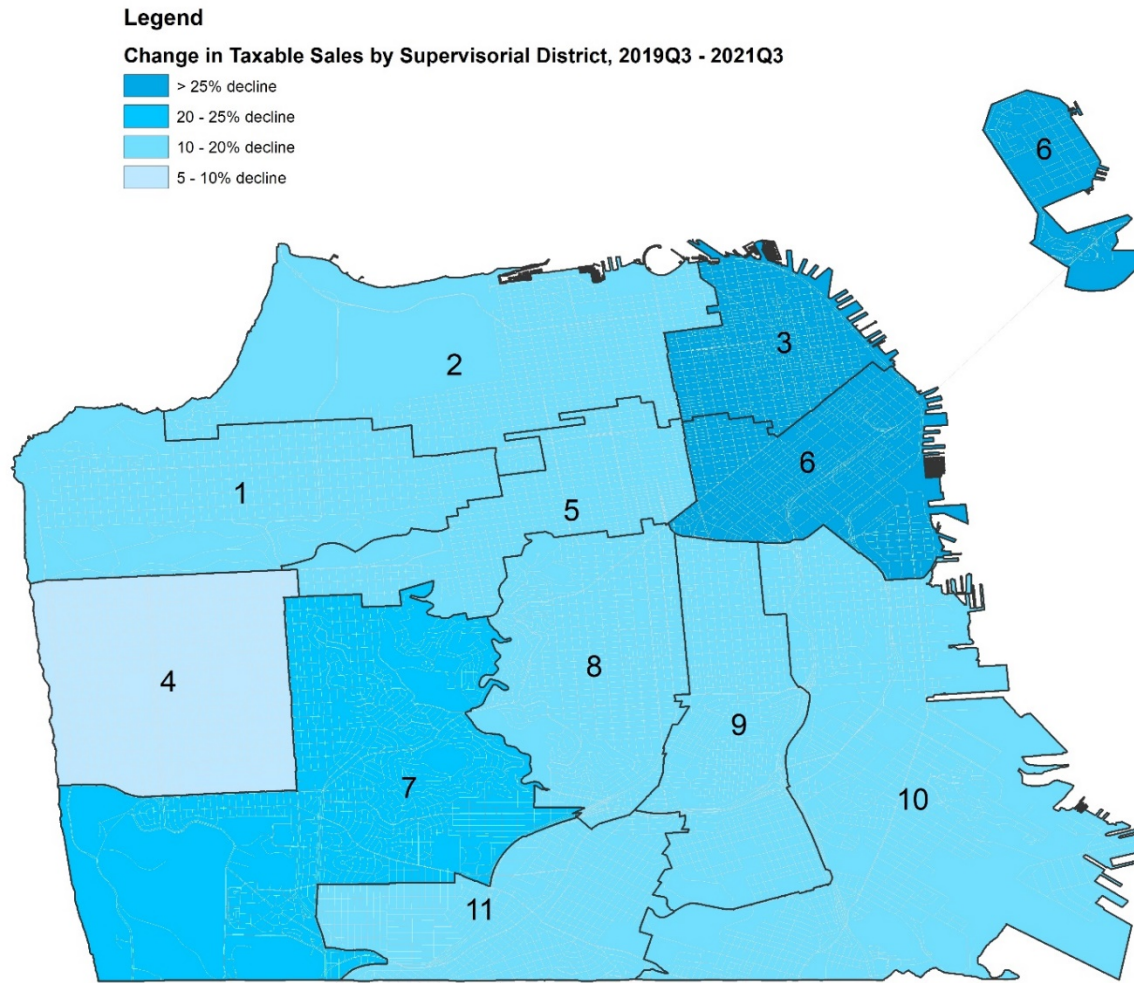 Legend
Change in Taxable Sales by Supervisorial District, 2019Q3 - 2021Q3
> 25% decline
20 - 25% decline
10 - 20% decline
5 - 10% decline
6
3
2
6
1
5
4
8
9
7
10
11